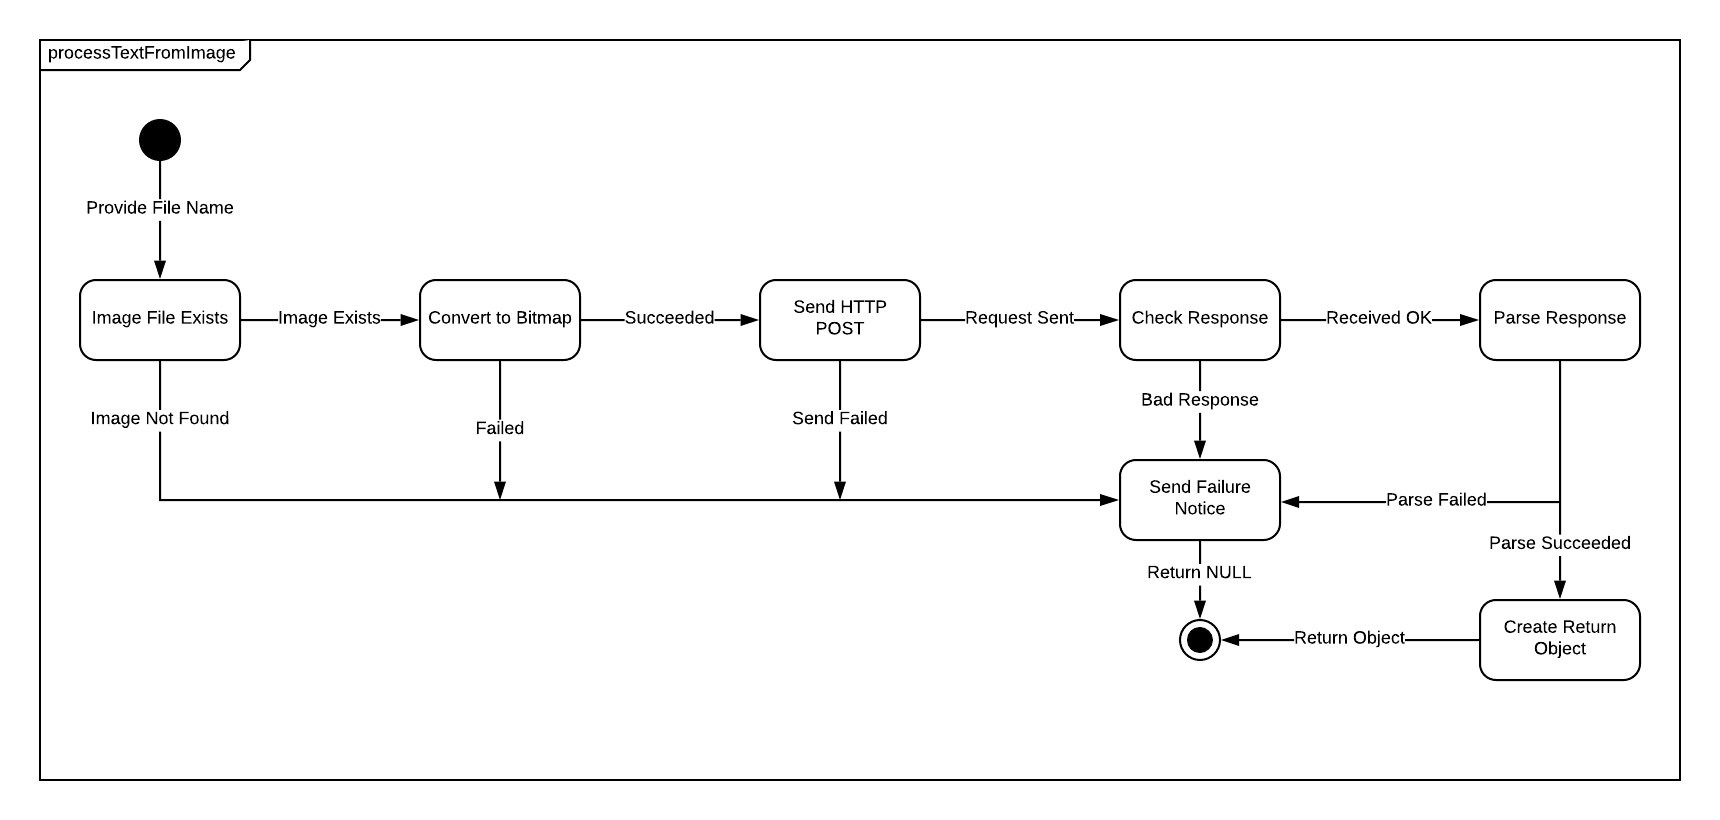 processTextFromImage
Provide File Name
Image File Exists
Image Exists
Convert to Bitmap
Succeeded
Send HTTP
POST
Request Sent
Check Response
Received OK
Parse Response
Image Not Found
Failed
Send Failed
Bad Response
Send Failure
Notice
Parse Failed
Parse Succeeded
Return NULL
Return Object
Create Return
Object